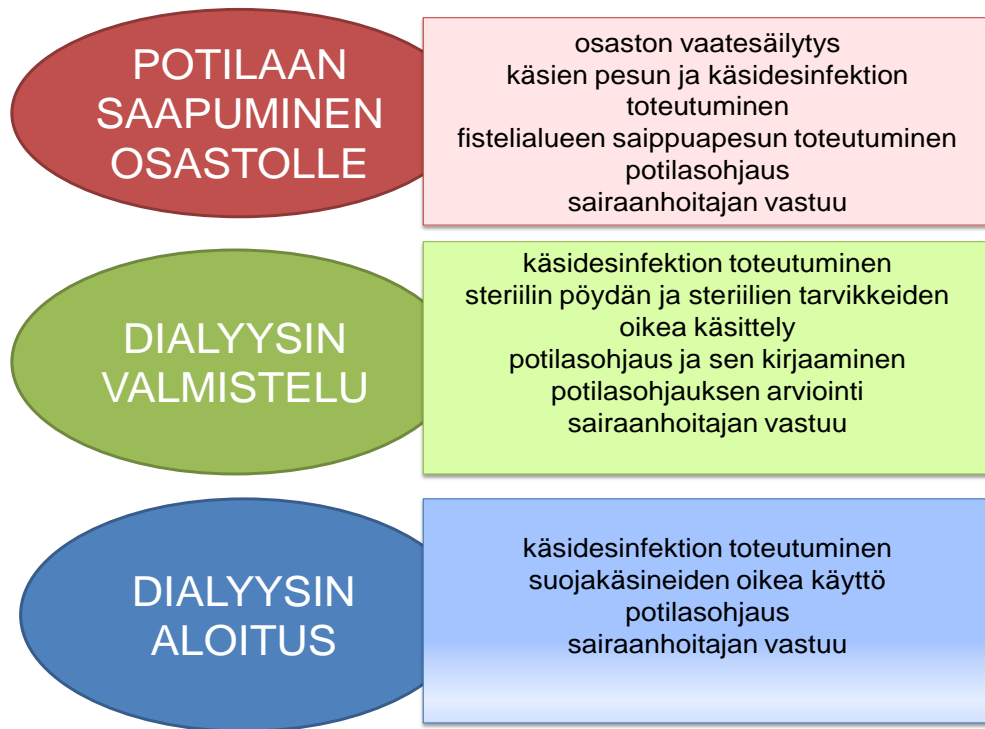 POTILAAN
SAAPUMINEN
OSASTOLLE
osaston vaatesäilytys
käsien pesun ja käsidesinfektion
toteutuminen
fistelialueen saippuapesun toteutuminen
potilasohjaus
sairaanhoitajan vastuu
DIALYYSIN
VALMISTELU
käsidesinfektion toteutuminen
steriilin pöydän ja steriilien tarvikkeiden
oikea käsittely
potilasohjaus ja sen kirjaaminen
potilasohjauksen arviointi
sairaanhoitajan vastuu
DIALYYSIN
ALOITUS
käsidesinfektion toteutuminen
suojakäsineiden oikea käyttö
potilasohjaus
sairaanhoitajan vastuu